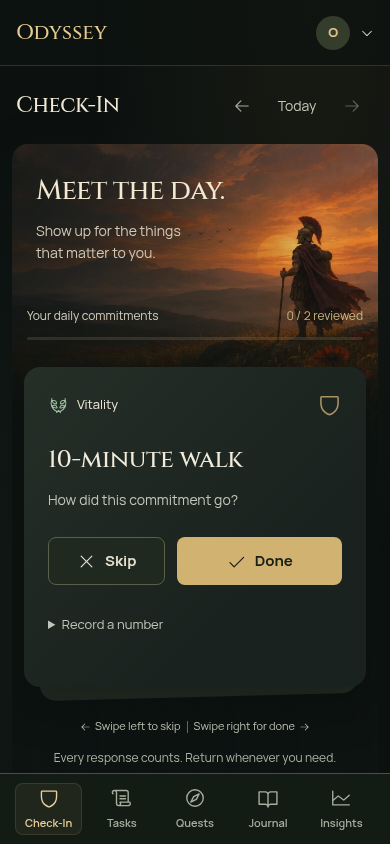 ODYSSEY
O
CHECK-IN
Today
MEET THE DAY.
Show up for the things
that matter to you.
Your daily commitments
0 / 2 reviewed
Vitality
10-MINUTE WALK
How did this commitment go?
Skip
Done
Record a number
← Swipe left to skip | Swipe right for done →
Every response counts. Return whenever you need.
Check-In
Tasks
Quests
Journal
Insights